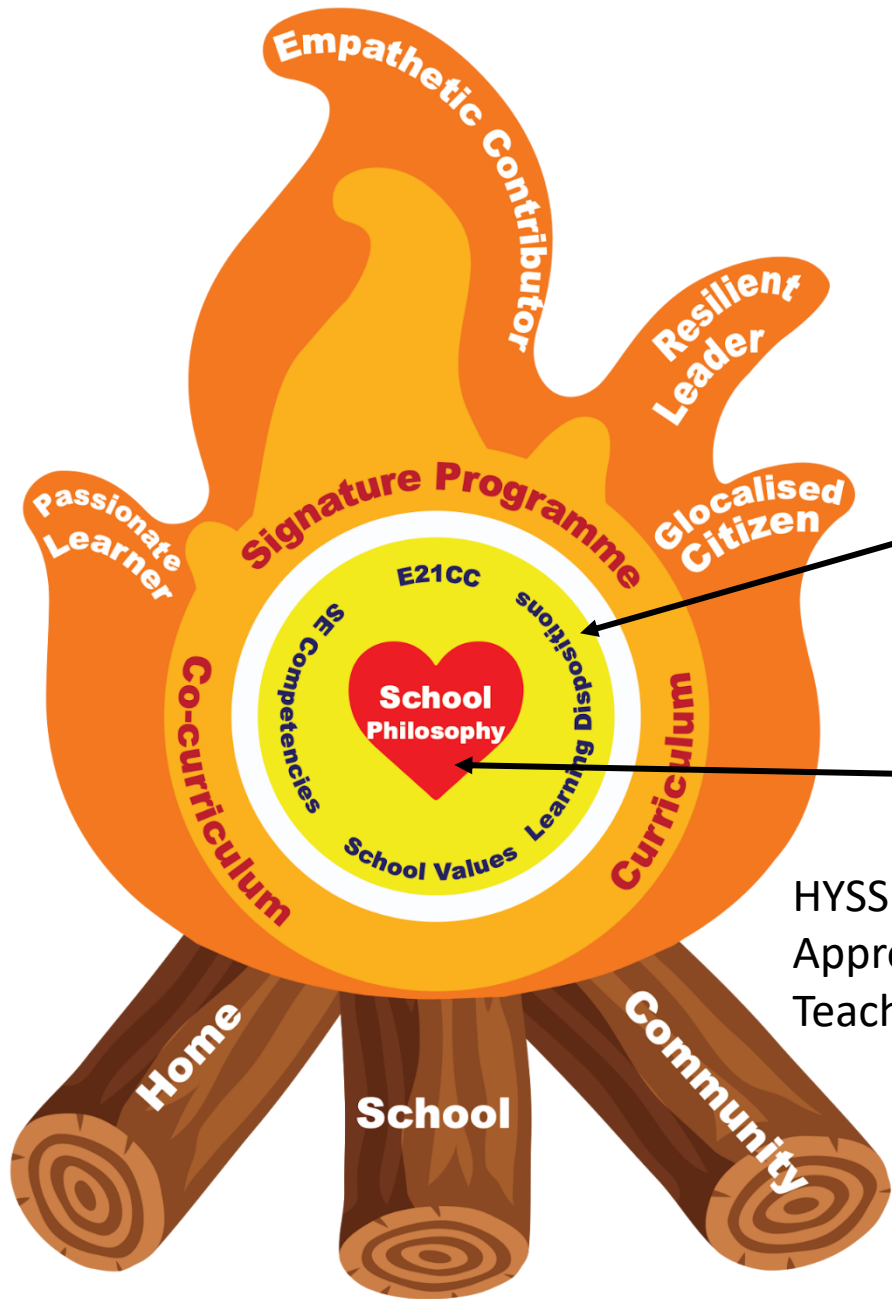 Empathetic Contributor
Resilient
Leader
Passionate
Learner
Glocalised
Citizen
Signature Programme
Co-curriculum
Curriculum
E21CC
SE Competencies
Learning Dispositions
School Values
School
Philosophy
HYSS
Teach
Home
School
Community